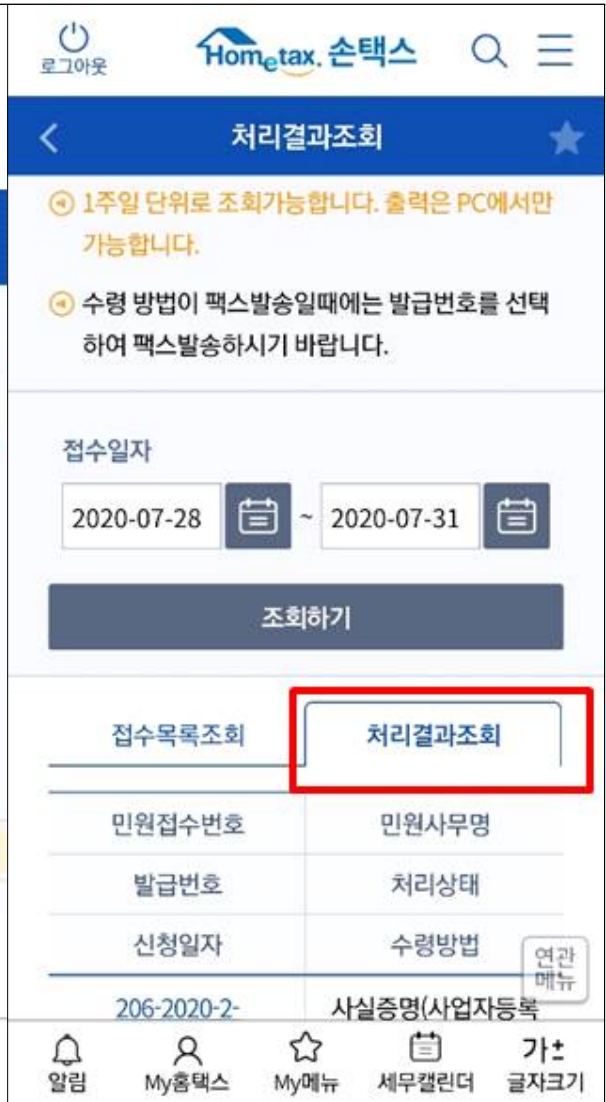 로그아웃
Hometax. 손택스
처리결과조회
1주일 단위로 조회가능합니다. 출력은 PC에서만
가능합니다.
수령 방법이 팩스발송일때에는 발급번호를 선택
하여 팩스발송하시기 바랍니다.
접수일자
2020-07-28 ~ 2020-07-31
조회하기
접수목록조회 처리결과조회
민원접수번호 민원사무명
발급번호 처리상태
신청일자 수령방법
연관
메뉴
206-2020-2- 사실증명(사업자등록
가±
알림 My홈택스 My메뉴 세무캘린더 글자크기